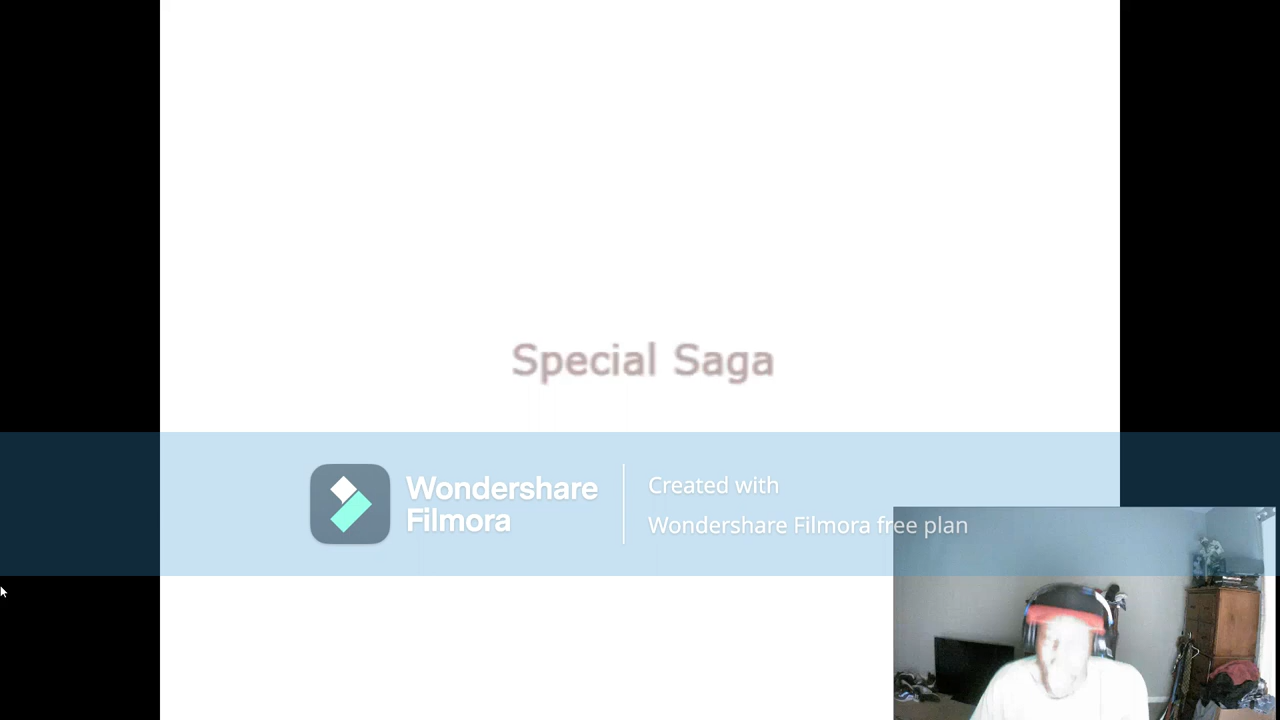 Special Saga
Wondershare
Filmora
Created with
Wondershare Filmora free plan